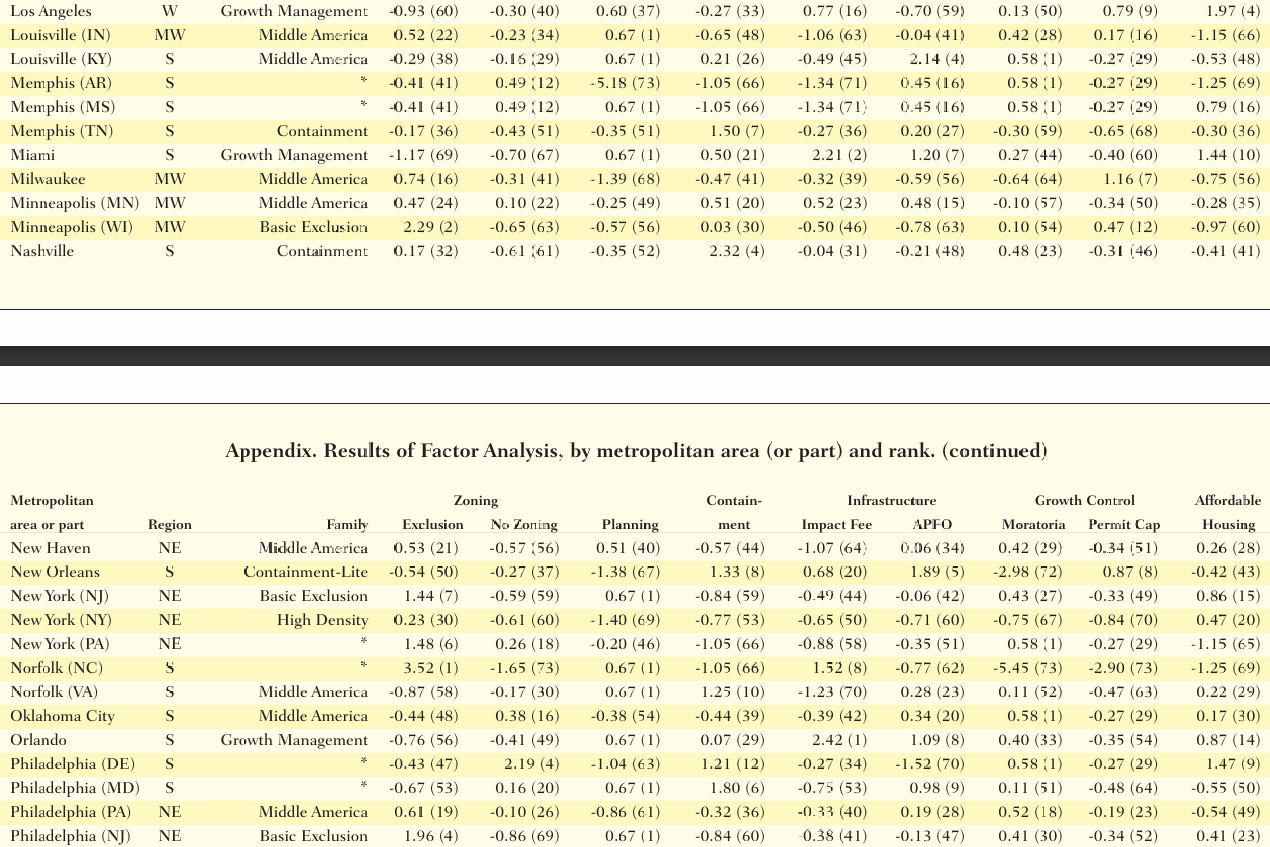 Los Angeles W Growth Management -0.93 (60) -0.30 (40) 0.60 (37) -0.27 (33) 0.77 (16) -0.70 (59) 0.13 (50) 0.79 (9) 1.97 (4)
Louisville (IN) MW Middle America 0.52 (22) -0.23 (34) 0.67 (1) -0.65 (48) -1.06 (63) -0.04 (41) 0.42 (28) 0.17 (16) -1.15 (66)
Louisville (KY) S Middle America -0.29 (38) -0.16 (29) 0.67 (1) 0.21 (26) -0.49 (45) 2.14 (4) 0.58 (1) -0.27 (29) -0.53 (48)
Memphis (AR) S * -0.41 (41) 0.49 (12) -5.18 (73) -1.05 (66) -1.34 (71) 0.45 (16) 0.58 (1) -0.27 (29) -1.25 (69)
Memphis (MS) S * -0.41 (41) 0.49 (12) 0.67 (1) -1.05 (66) -1.34 (71) 0.45 (16) 0.58 (1) -0.27 (29) 0.79 (16)
Memphis (TN) S Containment -0.17 (36) -0.43 (51) -0.35 (51) 1.50 (7) -0.27 (36) 0.20 (27) -0.30 (59) -0.65 (68) -0.30 (36)
Miami S Growth Management -1.17 (69) -0.70 (67) 0.67 (1) 0.50 (21) 2.21 (2) 1.20 (7) 0.27 (44) -0.40 (60) 1.44 (10)
Milwaukee MW Middle America 0.74 (16) -0.31 (41) -1.39 (68) -0.47 (41) -0.32 (39) -0.59 (56) -0.64 (64) 1.16 (7) -0.75 (56)
Minneapolis (MN) MW Middle America 0.47 (24) 0.10 (22) -0.25 (49) 0.51 (20) 0.52 (23) 0.48 (15) -0.10 (57) -0.34 (50) -0.28 (35)
Minneapolis (WI) MW Basic Exclusion 2.29 (2) -0.65 (63) -0.57 (56) 0.03 (30) -0.50 (46) -0.78 (63) 0.10 (54) 0.47 (12) -0.97 (60)
Nashville S Containment 0.17 (32) -0.61 (61) -0.35 (52) 2.32 (4) -0.04 (31) -0.21 (48) 0.48 (23) -0.31 (46) -0.41 (41)
Appendix. Results of Factor Analysis, by metropolitan area (or part) and rank. (continued)
Metropolitan Zoning Contain- Infrastructure Growth Control Affordable
area or part Region Family Exclusion No Zoning Planning ment Impact Fee APFO Moratoria Permit Cap Housing
New Haven NE Middle America 0.53 (21) -0.57 (56) 0.51 (40) -0.57 (44) -1.07 (64) 0.06 (34) 0.42 (29) -0.34 (51) 0.26 (28)
New Orleans S Containment-Lite -0.54 (50) -0.27 (37) -1.38 (67) 1.33 (8) 0.68 (20) 1.89 (5) -2.98 (72) 0.87 (8) -0.42 (43)
New York (NJ) NE Basic Exclusion 1.44 (7) -0.59 (59) 0.67 (1) -0.84 (59) -0.49 (44) -0.06 (42) 0.43 (27) -0.33 (49) 0.86 (15)
New York (NY) NE High Density 0.23 (30) -0.61 (60) -1.40 (69) -0.77 (53) -0.65 (50) -0.71 (60) -0.75 (67) -0.84 (70) 0.47 (20)
New York (PA) NE * 1.48 (6) 0.26 (18) -0.20 (46) -1.05 (66) -0.88 (58) -0.35 (51) 0.58 (1) -0.27 (29) -1.15 (65)
Norfolk (NC) S * 3.52 (1) -1.65 (73) 0.67 (1) -1.05 (66) 1.52 (8) -0.77 (62) -5.45 (73) -2.90 (73) -1.25 (69)
Norfolk (VA) S Middle America -0.87 (58) -0.17 (30) 0.67 (1) 1.25 (10) -1.23 (70) 0.28 (23) 0.11 (52) -0.47 (63) 0.22 (29)
Oklahoma City S Middle America -0.44 (48) 0.38 (16) -0.38 (54) -0.44 (39) -0.39 (42) 0.34 (20) 0.58 (1) -0.27 (29) 0.17 (30)
Orlando S Growth Management -0.76 (56) -0.41 (49) 0.67 (1) 0.07 (29) 2.42 (1) 1.09 (8) 0.40 (33) -0.35 (54) 0.87 (14)
Philadelphia (DE) S * -0.43 (47) 2.19 (4) -1.04 (63) 1.21 (12) -0.27 (34) -1.52 (70) 0.58 (1) -0.27 (29) 1.47 (9)
Philadelphia (MD) S * -0.67 (53) 0.16 (20) 0.67 (1) 1.80 (6) -0.75 (53) 0.98 (9) 0.11 (51) -0.48 (64) -0.55 (50)
Philadelphia (PA) NE Middle America 0.61 (19) -0.10 (26) -0.86 (61) -0.32 (36) -0.33 (40) 0.19 (28) 0.52 (18) -0.19 (23) -0.54 (49)
Philadelphia (NJ) NE Basic Exclusion 1.96 (4) -0.86 (69) 0.67 (1) -0.84 (60) -0.38 (41) -0.13 (47) 0.41 (30) -0.34 (52) 0.41 (23)